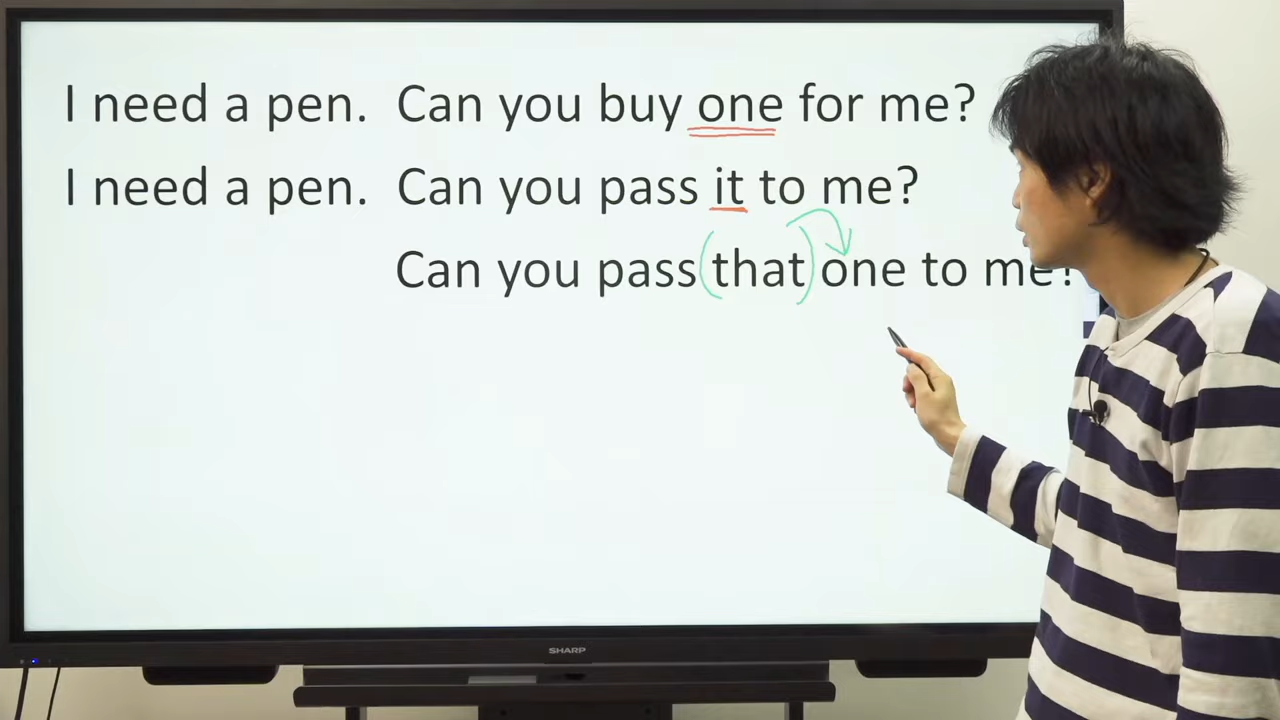 I need a pen. Can you buy one for me?
I need a pen. Can you pass it to me?
Can you pass (that) one to me?
SHARP